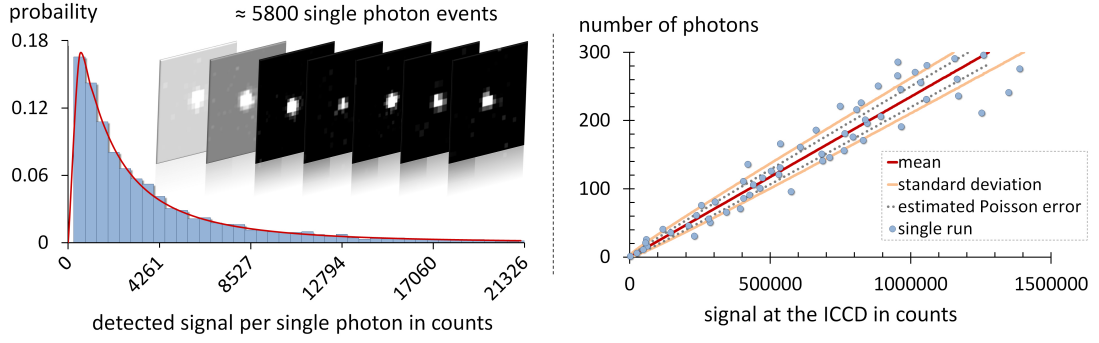 probaility
≈ 5800 single photon events
0.18
0.12
0.06
0
0
4261
8527
12794
17060
21326
detected signal per single photon in counts
number of photons
300
200
100
0
mean
standard deviation
estimated Poisson error
single run
0
500000
1000000
1500000
signal at the ICCD in counts